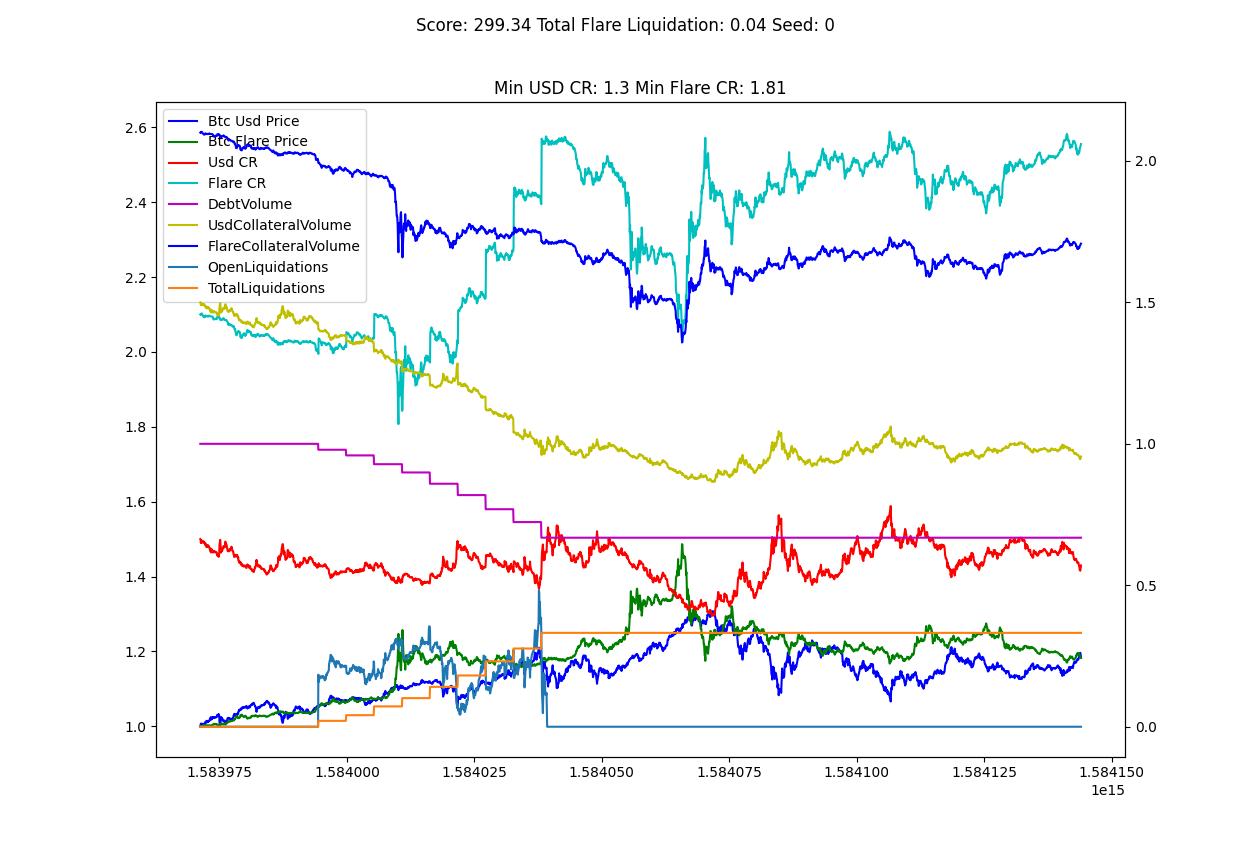 Score: 299.34 Total Flare Liquidation: 0.04 Seed: 0
Min USD CR: 1.3 Min Flare CR: 1.81
Btc Usd Price
Btc Flare Price
Usd CR
Flare CR
DebtVolume
UsdCollateralVolume
FlareCollateralVolume
OpenLiquidations
TotalLiquidations
2.6
2.4
2.2
2.0
1.8
1.6
1.4
1.2
1.0
2.0
1.5
1.0
0.5
0.0
1.583975 1.584000 1.584025 1.584050 1.584075 1.584100 1.584125 1.584150
1e15